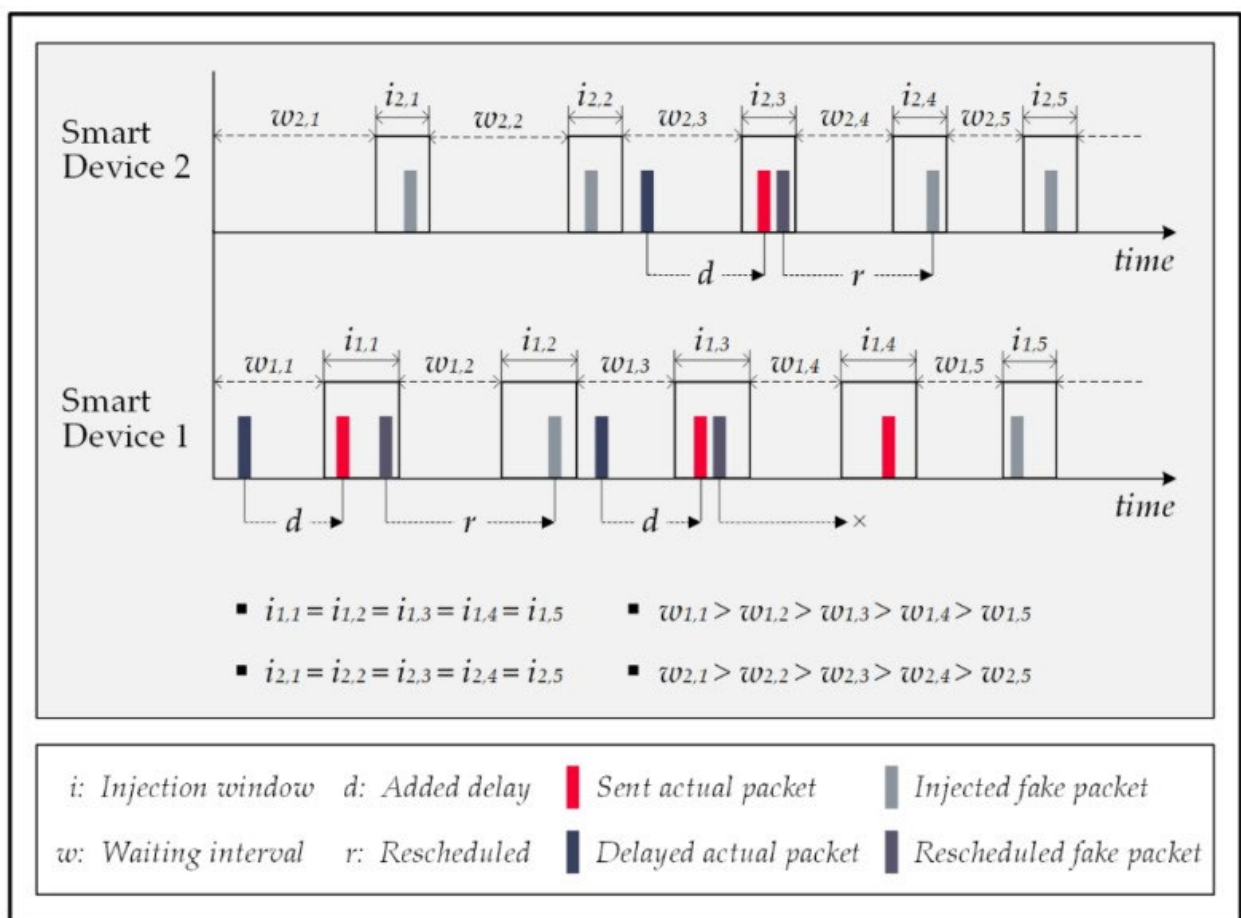 i2,1 i2,2 i2,3 i2,4 i2,5
w2,1 w2,2 w2,3 w2,4 w2,5
Smart
Device 2
time
d r
i1,1 i1,2 i1,3 i1,4 i1,5
w1,1 w1,2 w1,3 w1,4 w1,5
Smart
Device 1
time
d r d ×
▪ i1,1 = i1,2 = i1,3 = i1,4 = i1,5 ▪ w1,1 > w1,2 > w1,3 > w1,4 > w1,5
▪ i2,1 = i2,2 = i2,3 = i2,4 = i2,5 ▪ w2,1 > w2,2 > w2,3 > w2,4 > w2,5
i: Injection window d: Added delay Sent actual packet Injected fake packet
w: Waiting interval r: Rescheduled Delayed actual packet Rescheduled fake packet